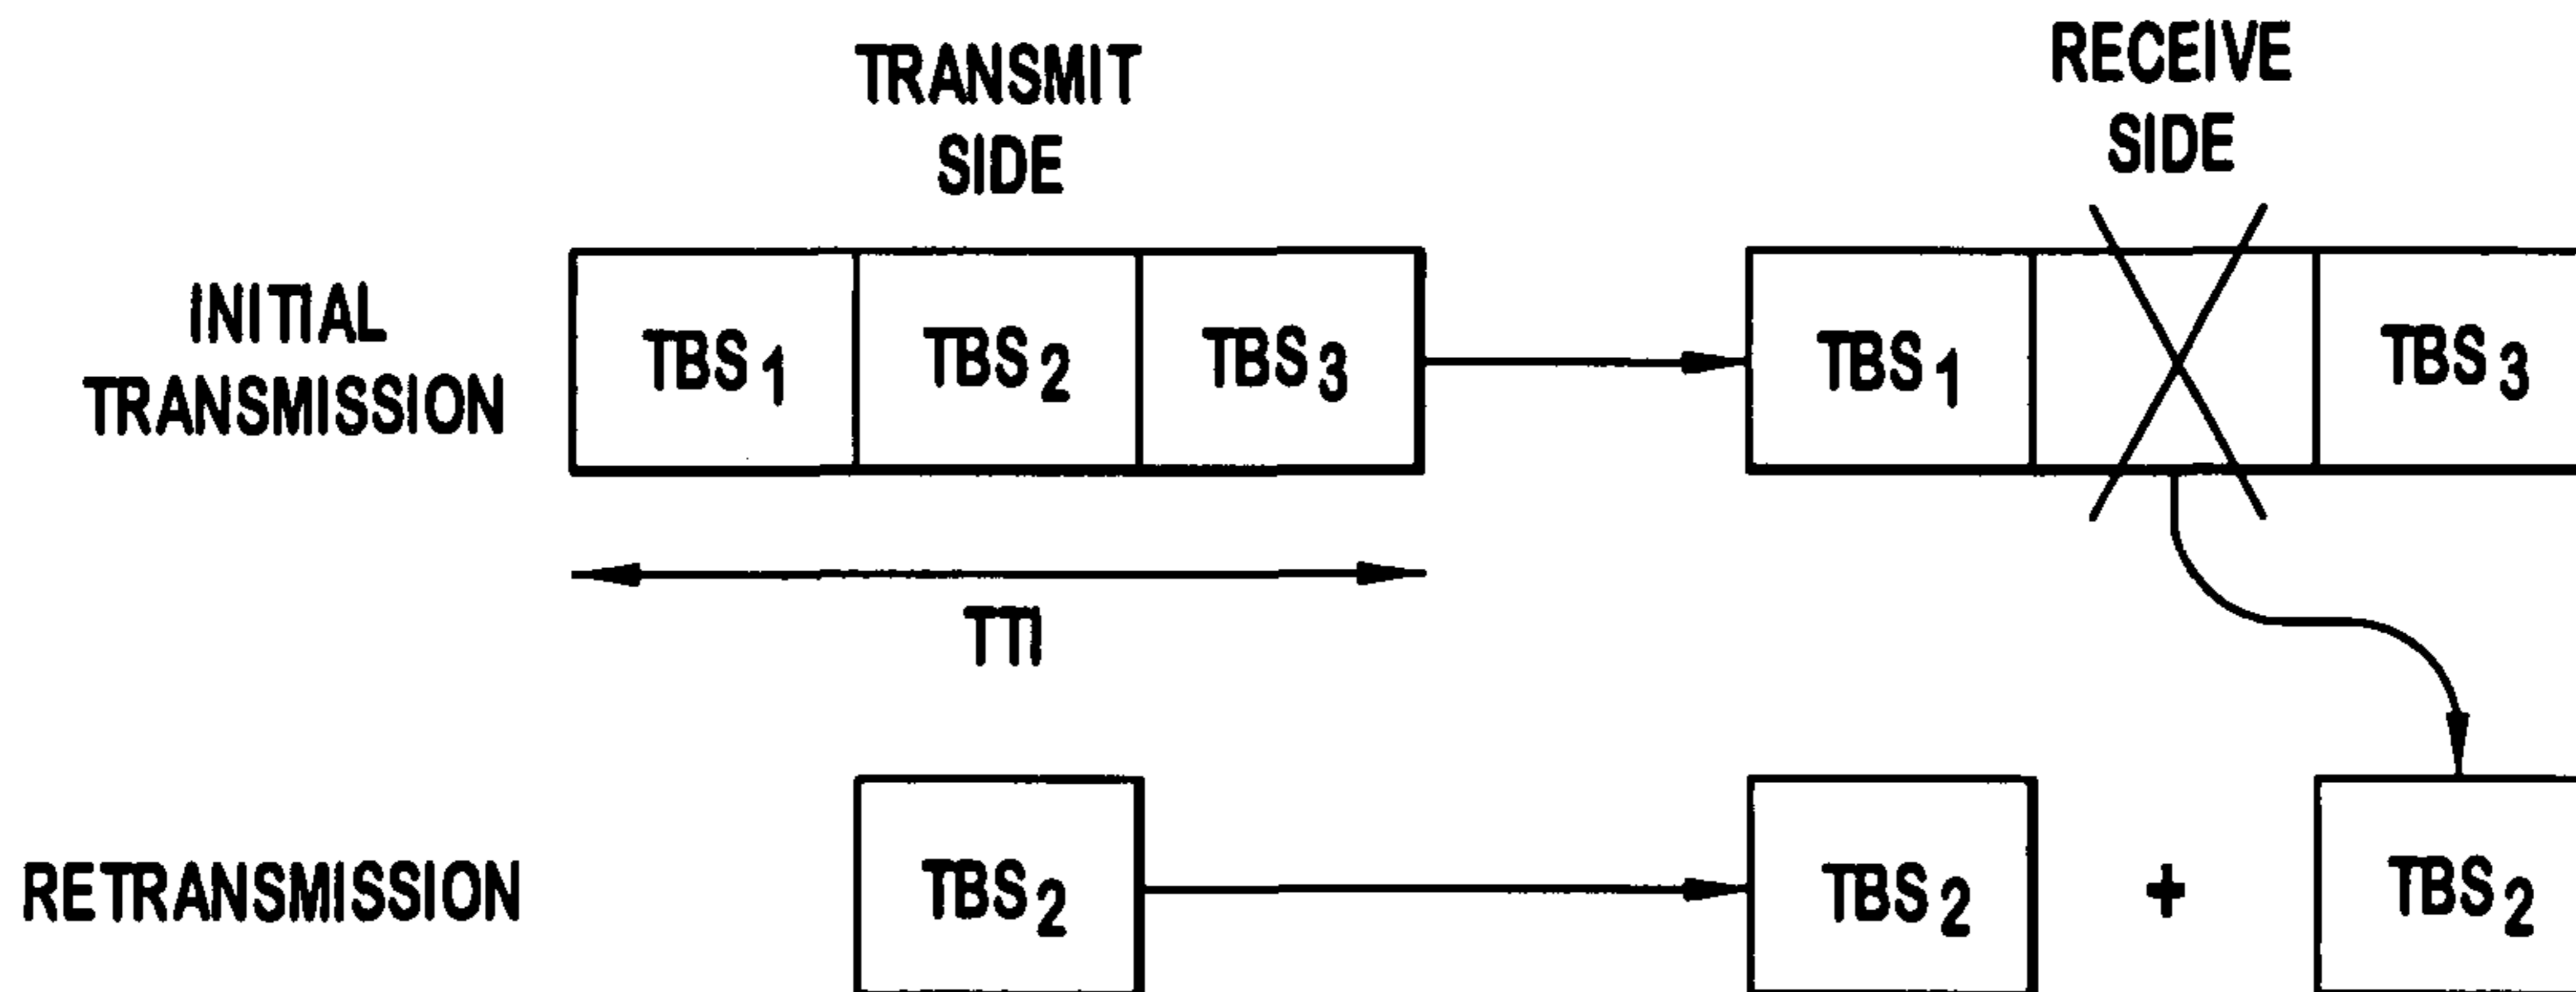 TRANSMIT
SIDE
RECEIVE
SIDE
INITIAL
TRANSMISSION
TBS1 TBS2 TBS3
TBS1 TBS3
TTI
RETRANSMISSION
TBS2
TBS2 + TBS2